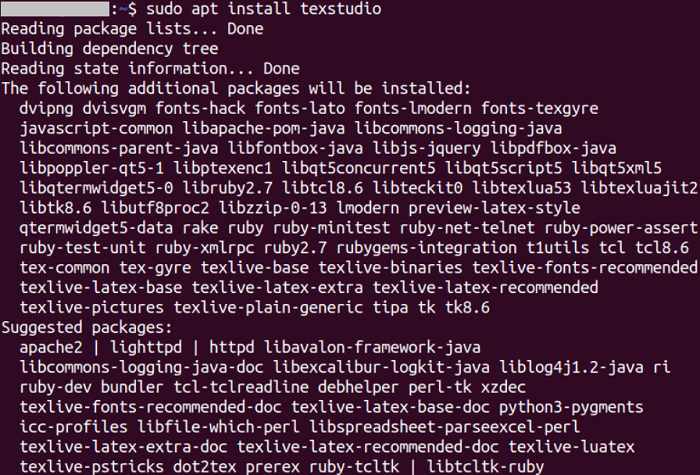 :~$ sudo apt install texstudio
Reading package lists... Done
Building dependency tree
Reading state information... Done
The following additional packages will be installed:
dvipng dvisvgm fonts-hack fonts-lato fonts-lmodern fonts-texgyre
javascript-common libapache-pom-java libcommons-logging-java
libcommons-parent-java libfontbox-java libjs-jquery libpdfbox-java
libpoppler-qt5-1 libptexenc1 libqt5concurrent5 libqt5script5 libqt5xml5
libqtermwidget5-0 libruby2.7 libtcl8.6 libteckit0 libtexlua53 libtexluajit2
libtk8.6 libutf8proc2 libzzip-0-13 lmodern preview-latex-style
qtermwidget5-data rake ruby ruby-minitest ruby-net-telnet ruby-power-assert
ruby-test-unit ruby-xmlrpc ruby2.7 rubygems-integration t1utils tcl tcl8.6
tex-common tex-gyre texlive-base texlive-binaries texlive-fonts-recommended
texlive-latex-base texlive-latex-extra texlive-latex-recommended
texlive-pictures texlive-plain-generic tipa tk tk8.6
Suggested packages:
apache2 | lighttpd | httpd libavalon-framework-java
libcommons-logging-java-doc libexcalibur-logkit-java liblog4j1.2-java ri
ruby-dev bundler tcl-tclreadline debhelper perl-tk xzdec
texlive-fonts-recommended-doc texlive-latex-base-doc python3-pygments
icc-profiles libfile-which-perl libspreadsheet-parseexcel-perl
texlive-latex-extra-doc texlive-latex-recommended-doc texlive-luatex
texlive-pstricks dot2tex prerex ruby-tcltk | libtcltk-ruby